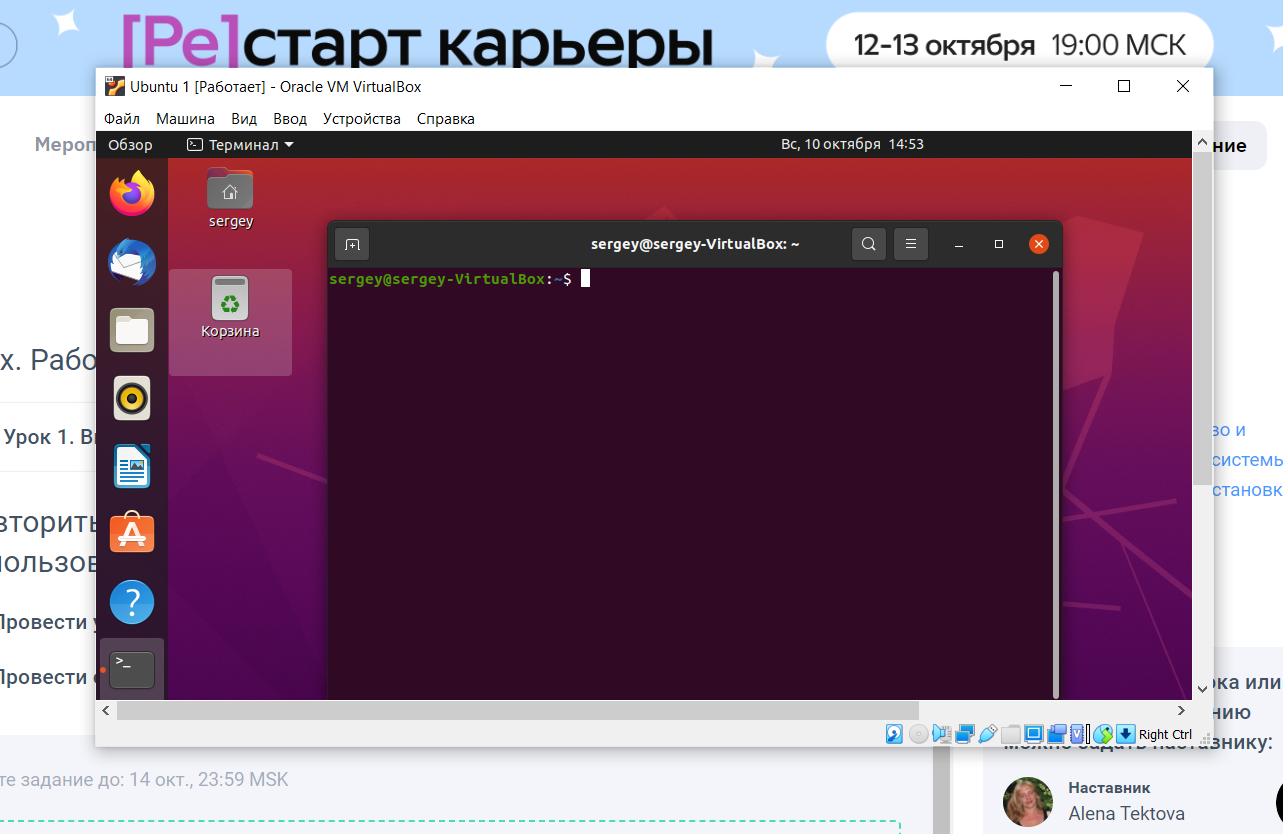 [Ре]старт карьеры
12-13 октября 19:00 МСК
Ubuntu 1 [Работает] - Oracle VM VirtualBox
Файл Машина Вид Ввод Устройства Справка
Обзор Терминал Вс, 10 октября 14:53
sergey
sergey@sergey-VirtualBox: ~
sergey@sergey-VirtualBox:~$
Корзина
х. Рабо
Урок 1. В
во и
системы
становк
вторить
пользов
Провести у
Провести с
Right Ctrl
ока или
нию
можно задать наставнику:
те задание до: 14 окт., 23:59 MSK
Наставник
Alena Tektova